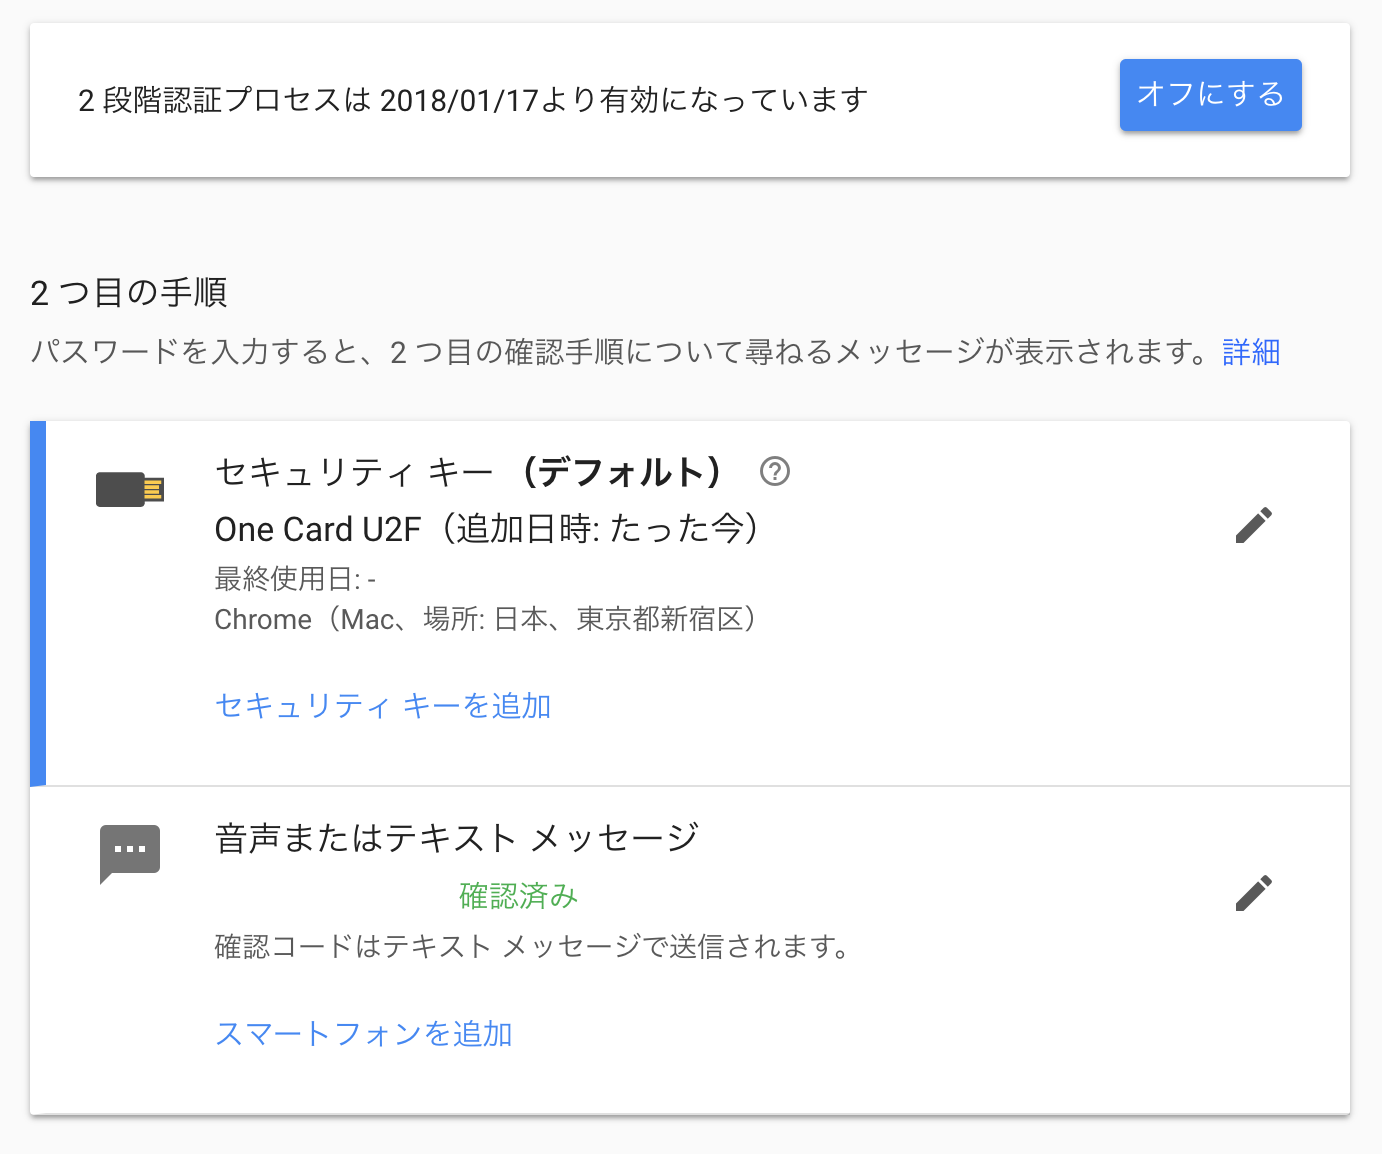 2 段階認証プロセスは 2018/01/17より有効になっています
オフにする
2 つ目の手順
パスワードを入力すると、2 つ目の確認手順について尋ねるメッセージが表示されます。詳細
セキュリティ キー （デフォルト） ?
One Card U2F（追加日時: たった今）
最終使用日: -
Chrome（Mac、場所: 日本、東京都新宿区）
セキュリティ キーを追加
音声またはテキスト メッセージ
確認済み
確認コードはテキスト メッセージで送信されます。
スマートフォンを追加